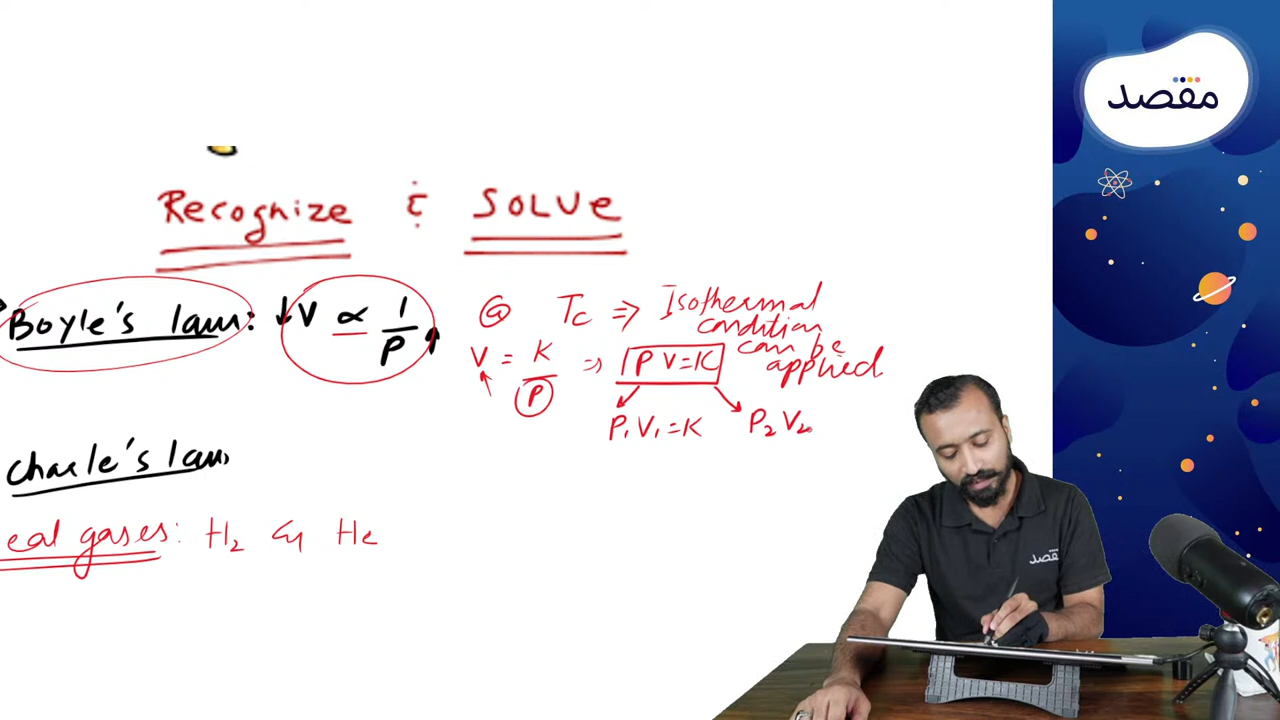 مقصد
Recognize & SOLVE
Boyle's law: ↓V ∝ 1/P ↑
@ Tc => Isothermal condition can be applied
V = K/P => PV=K
P₁V₁=K P₂V₂
Charle's law
eal gases: H₂ & He
مقصد